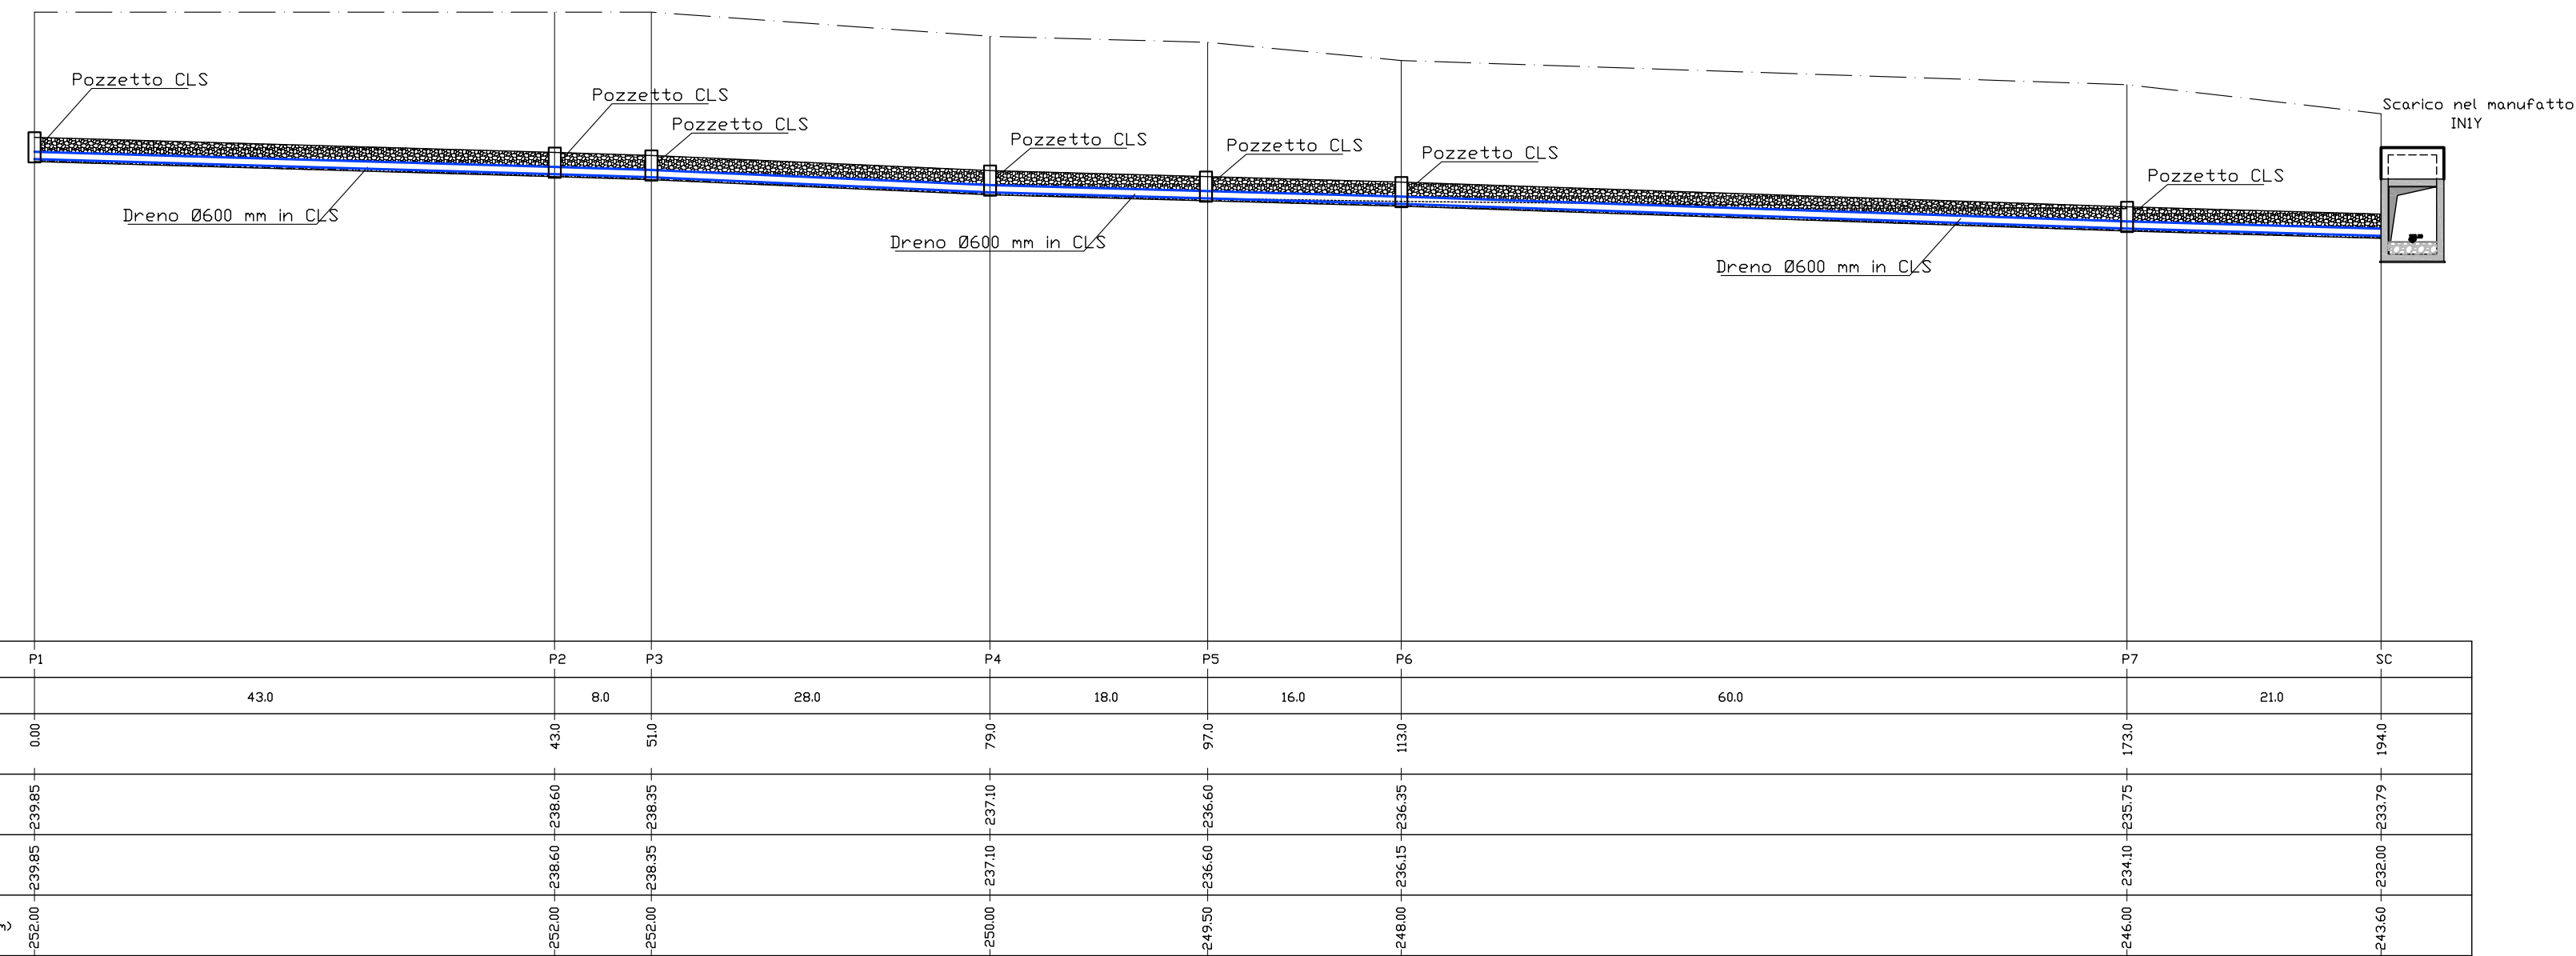 Pozzetto CLS
Pozzetto CLS
Pozzetto CLS
Pozzetto CLS
Pozzetto CLS
Pozzetto CLS
Pozzetto CLS
Scarico nel manufatto
IN1Y
Dreno Ø600 mm in CLS
Dreno Ø600 mm in CLS
Dreno Ø600 mm in CLS
P1 P2 P3 P4 P5 P6 P7 SC
43.0 8.0 28.0 18.0 16.0 60.0 21.0
0.00 43.0 51.0 79.0 97.0 113.0 173.0 194.0
239.85 238.60 238.35 237.10 236.60 236.35 235.75 233.79
239.85 238.60 238.35 237.10 236.60 236.15 234.10 232.00
m) 252.00 252.00 252.00 250.00 249.50 248.00 246.00 243.60